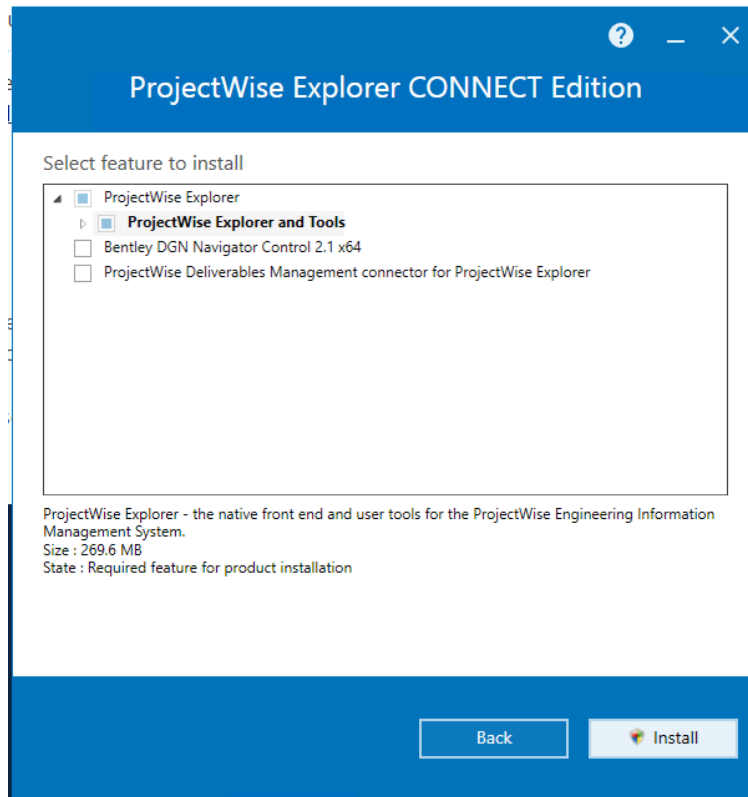 ProjectWise Explorer CONNECT Edition
Select feature to install
ProjectWise Explorer
ProjectWise Explorer and Tools
Bentley DGN Navigator Control 2.1 x64
ProjectWise Deliverables Management connector for ProjectWise Explorer
ProjectWise Explorer - the native front end and user tools for the ProjectWise Engineering Information
Management System.
Size : 269.6 MB
State : Required feature for product installation
Back
Install